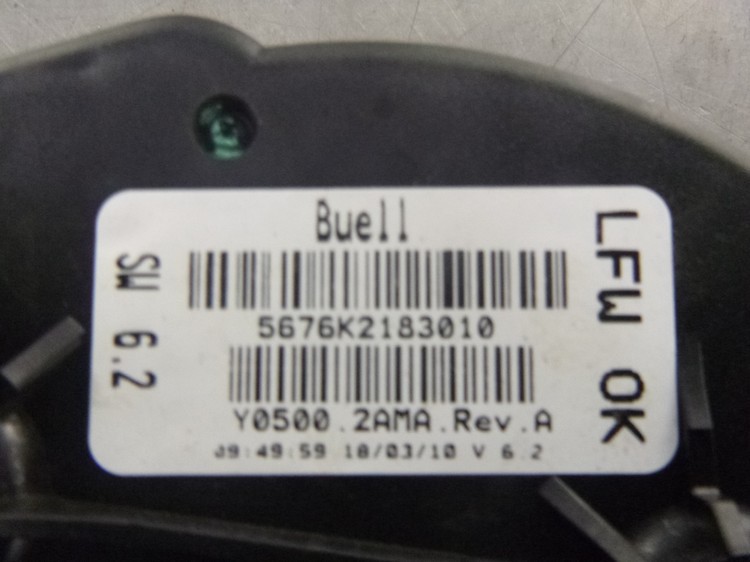 Buell
5676K2183010
Y0500.2AMA.Rev.A
09:49:59 18/03/10 V 6.2
SW 6.2
LFW OK